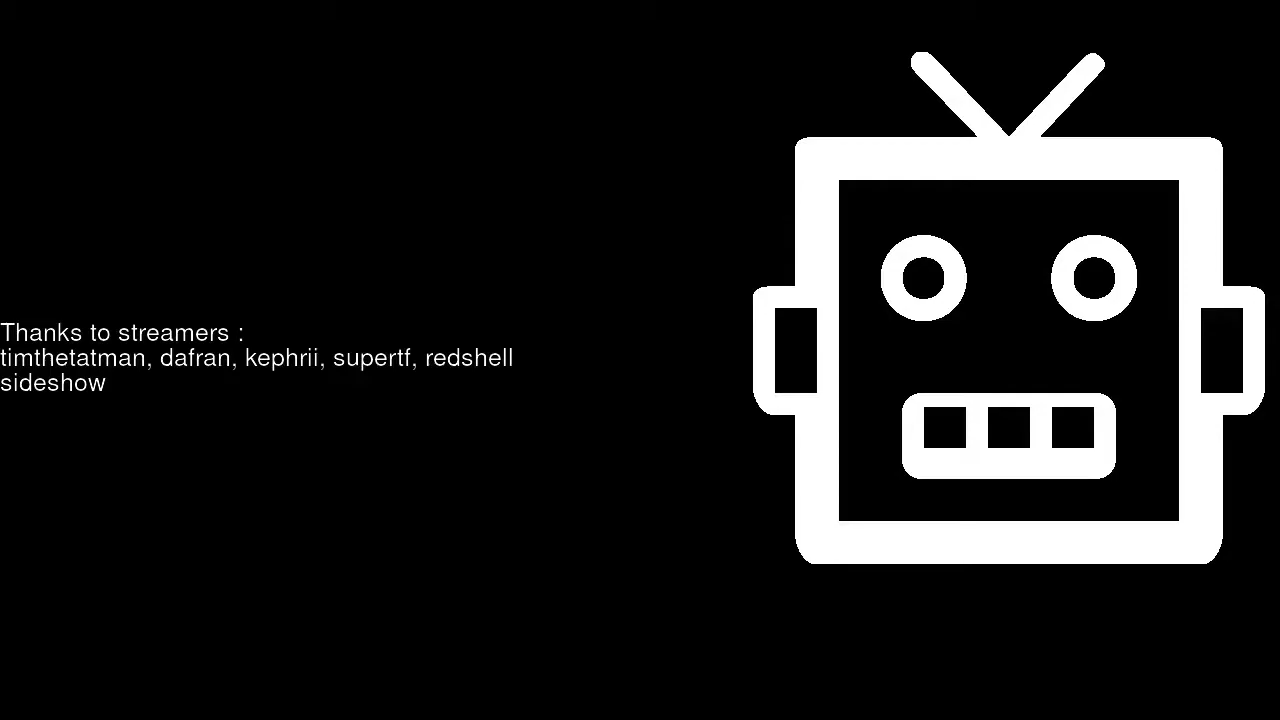 Thanks to streamers :
timthetatman, dafran, kephrii, supertf, redshell
sideshow